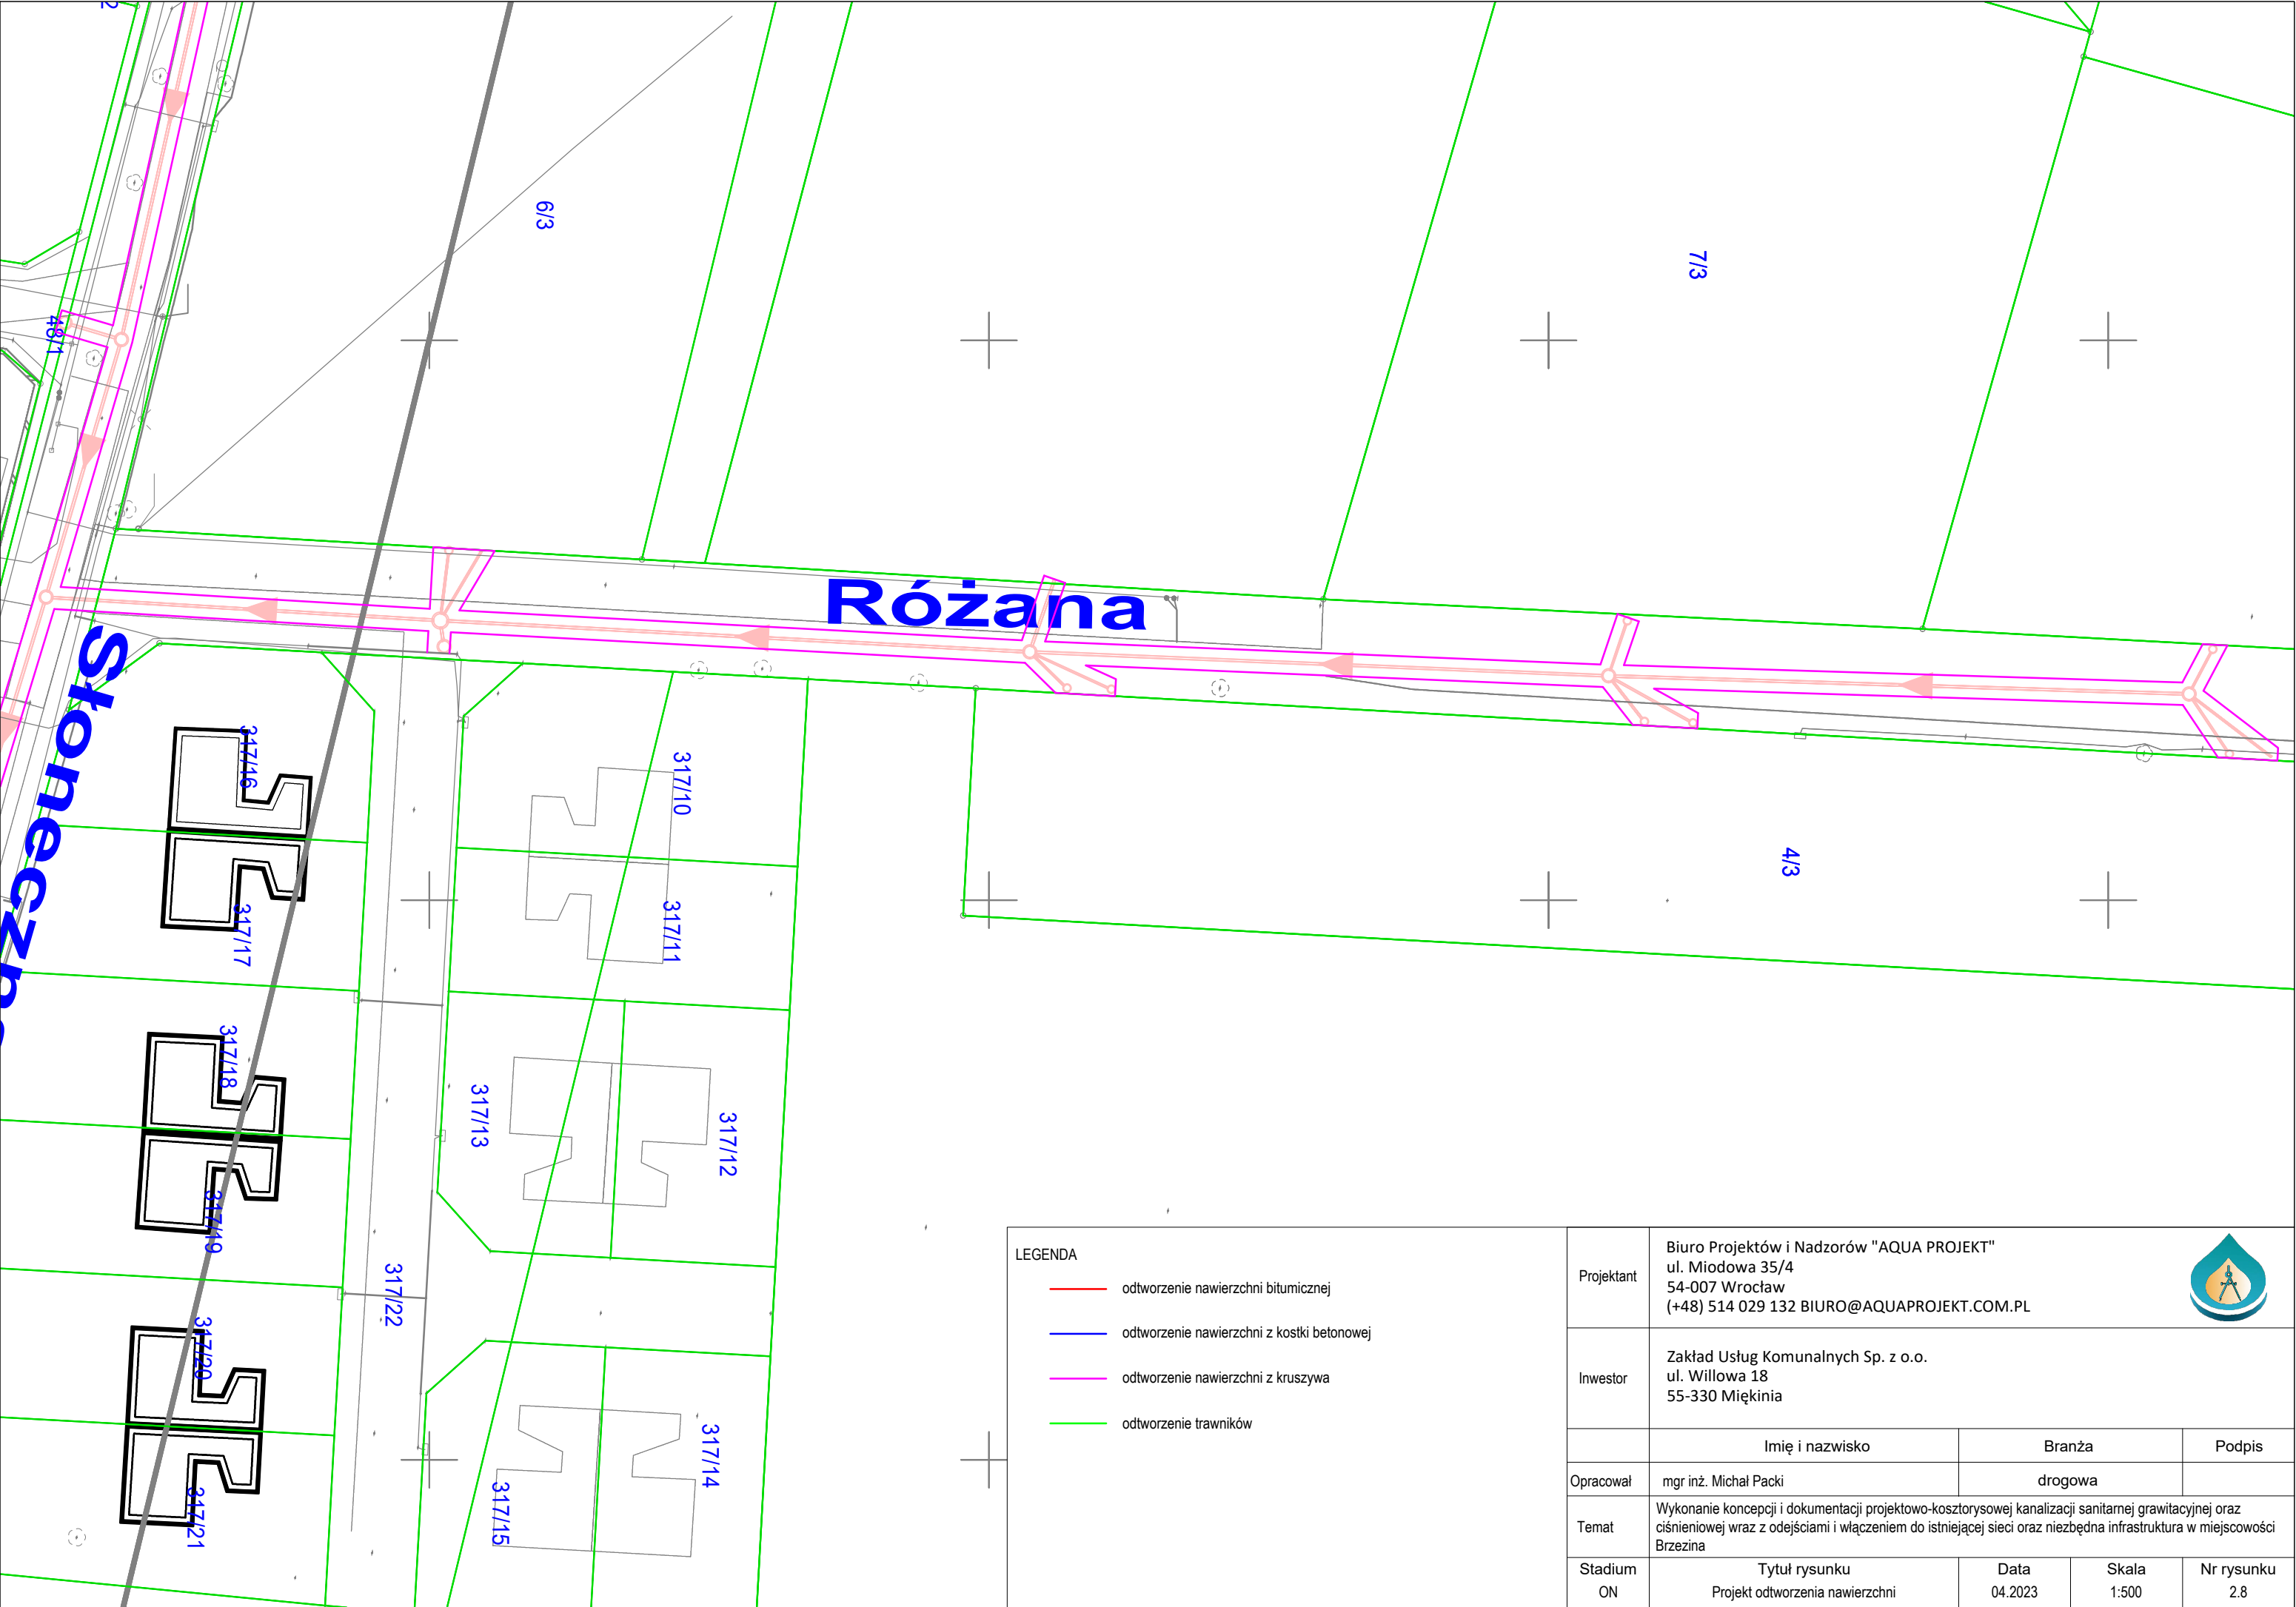 6/3
7/3
48/1
Różana
Słoneczna
317/16
317/10
317/17
317/11
4/3
317/18
317/13
317/12
317/19
317/22
317/20
317/14
317/15
317/21
LEGENDA
odtworzenie nawierzchni bitumicznej
odtworzenie nawierzchni z kostki betonowej
odtworzenie nawierzchni z kruszywa
odtworzenie trawników
Projektant
Biuro Projektów i Nadzorów "AQUA PROJEKT"
ul. Miodowa 35/4
54-007 Wrocław
(+48) 514 029 132 BIURO@AQUAPROJEKT.COM.PL
Inwestor
Zakład Usług Komunalnych Sp. z o.o.
ul. Willowa 18
55-330 Miękinia
Imię i nazwisko Branża Podpis
Opracował mgr inż. Michał Packi drogowa
Temat
Wykonanie koncepcji i dokumentacji projektowo-kosztorysowej kanalizacji sanitarnej grawitacyjnej oraz
ciśnieniowej wraz z odejściami i włączeniem do istniejącej sieci oraz niezbędna infrastruktura w miejscowości
Brzezina
Stadium Tytuł rysunku Data Skala Nr rysunku
ON Projekt odtworzenia nawierzchni 04.2023 1:500 2.8